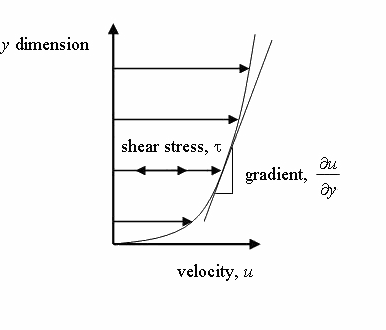 y dimension
shear stress, τ
gradient, ∂u/∂y
velocity, u